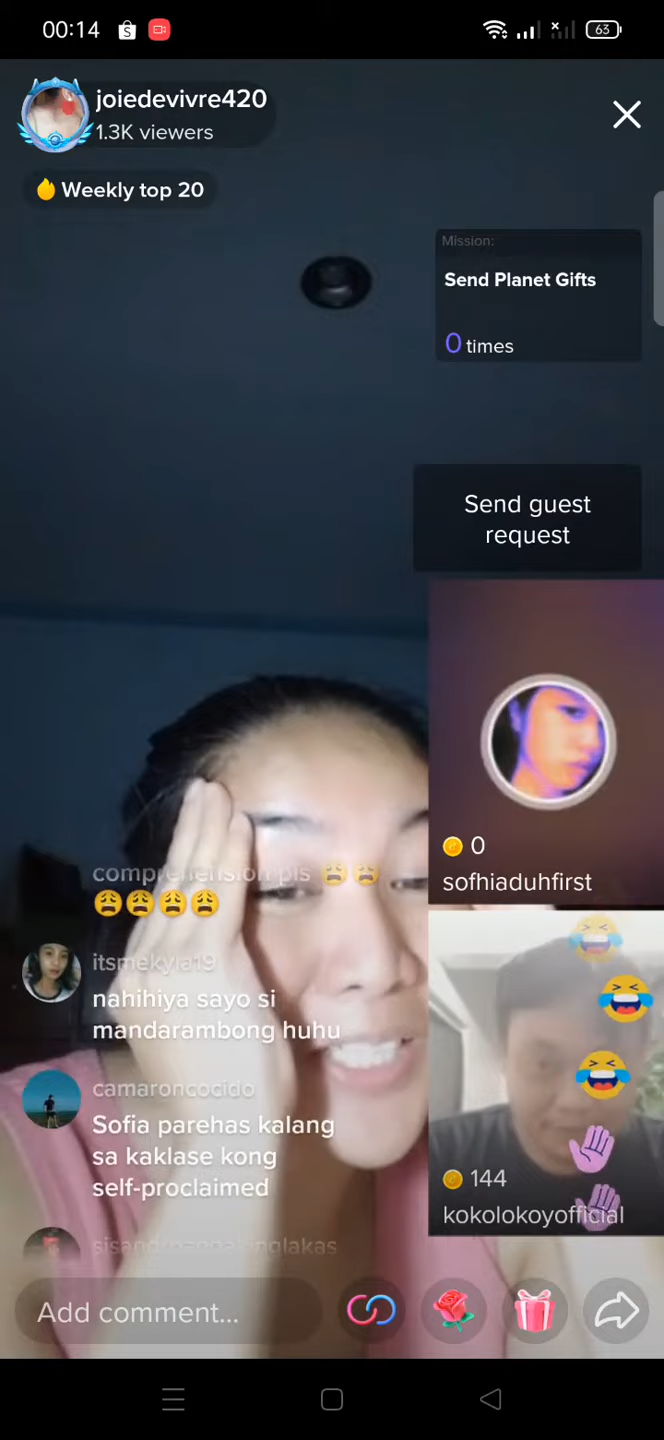 00:14
63
joiedevivre420
1.3K viewers
Weekly top 20
Mission:
Send Planet Gifts
0 times
Send guest
request
0
sofhiaduhfirst
itsmekyla19
nahihiya sayo si
mandarambong huhu
camaroncocido
Sofia parehas kalang
sa kaklase kong
self-proclaimed
144
kokolokoyofficial
Add comment...